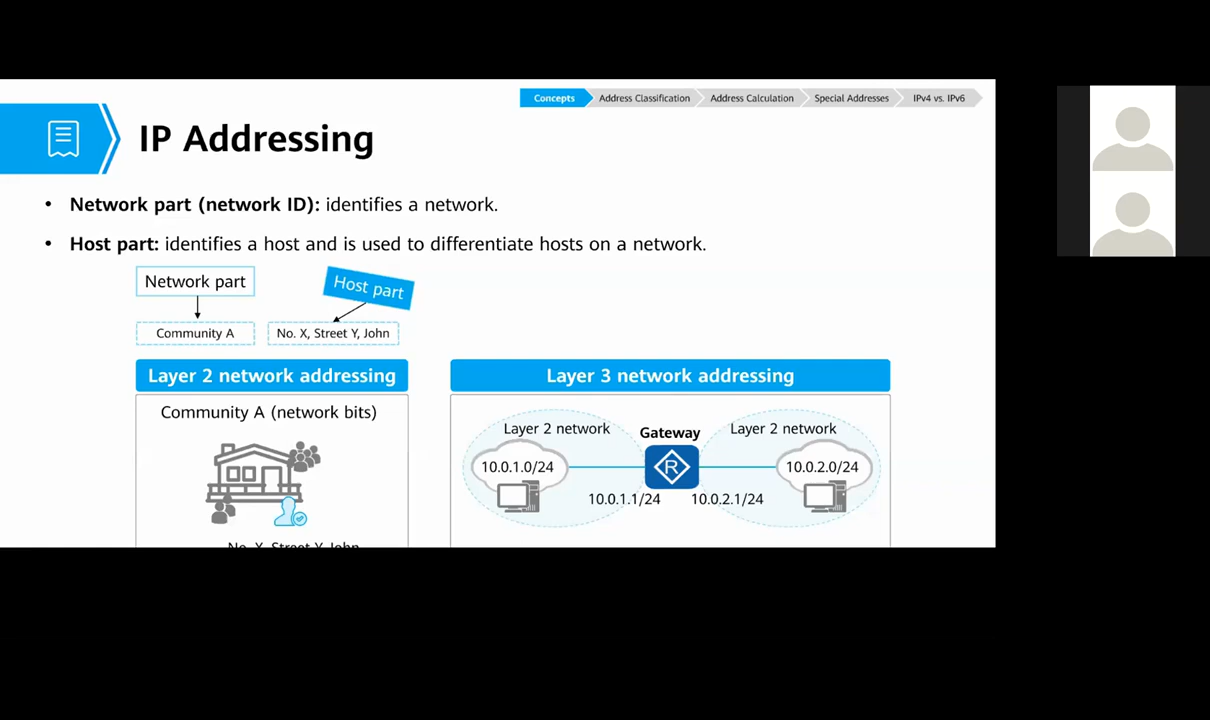 Concepts
Address Classification
Address Calculation
Special Addresses
IPv4 vs. IPv6
IP Addressing
• Network part (network ID): identifies a network.
• Host part: identifies a host and is used to differentiate hosts on a network.
Network part
Host part
Community A
No. X, Street Y, John
Layer 2 network addressing
Community A (network bits)
No. X, Street Y, John
Layer 3 network addressing
Layer 2 network
Gateway
Layer 2 network
10.0.1.0/24
R
10.0.2.0/24
10.0.1.1/24
10.0.2.1/24